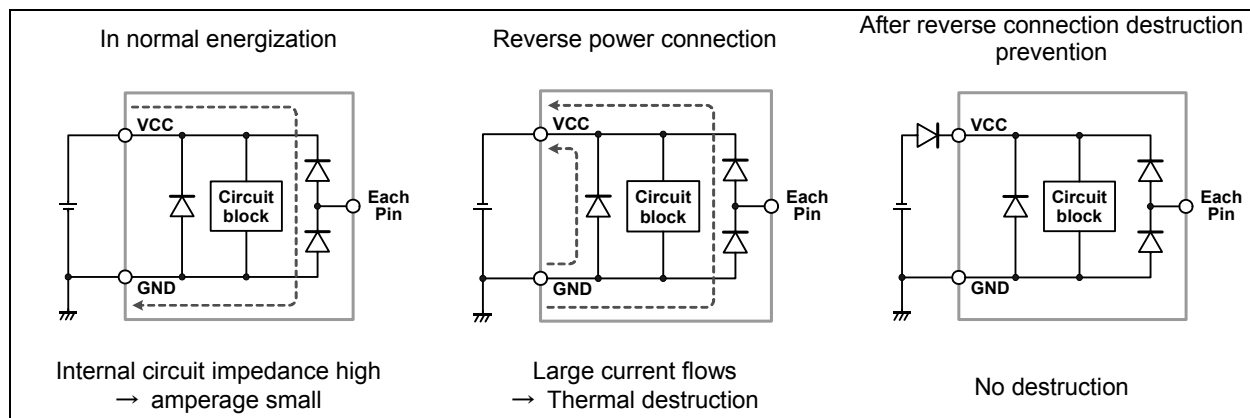 In normal energization
VCC
Circuit
block
Each
Pin
GND
Internal circuit impedance high
→ amperage small
Reverse power connection
VCC
Circuit
block
Each
Pin
GND
Large current flows
→ Thermal destruction
After reverse connection destruction
prevention
VCC
Circuit
block
Each
Pin
GND
No destruction